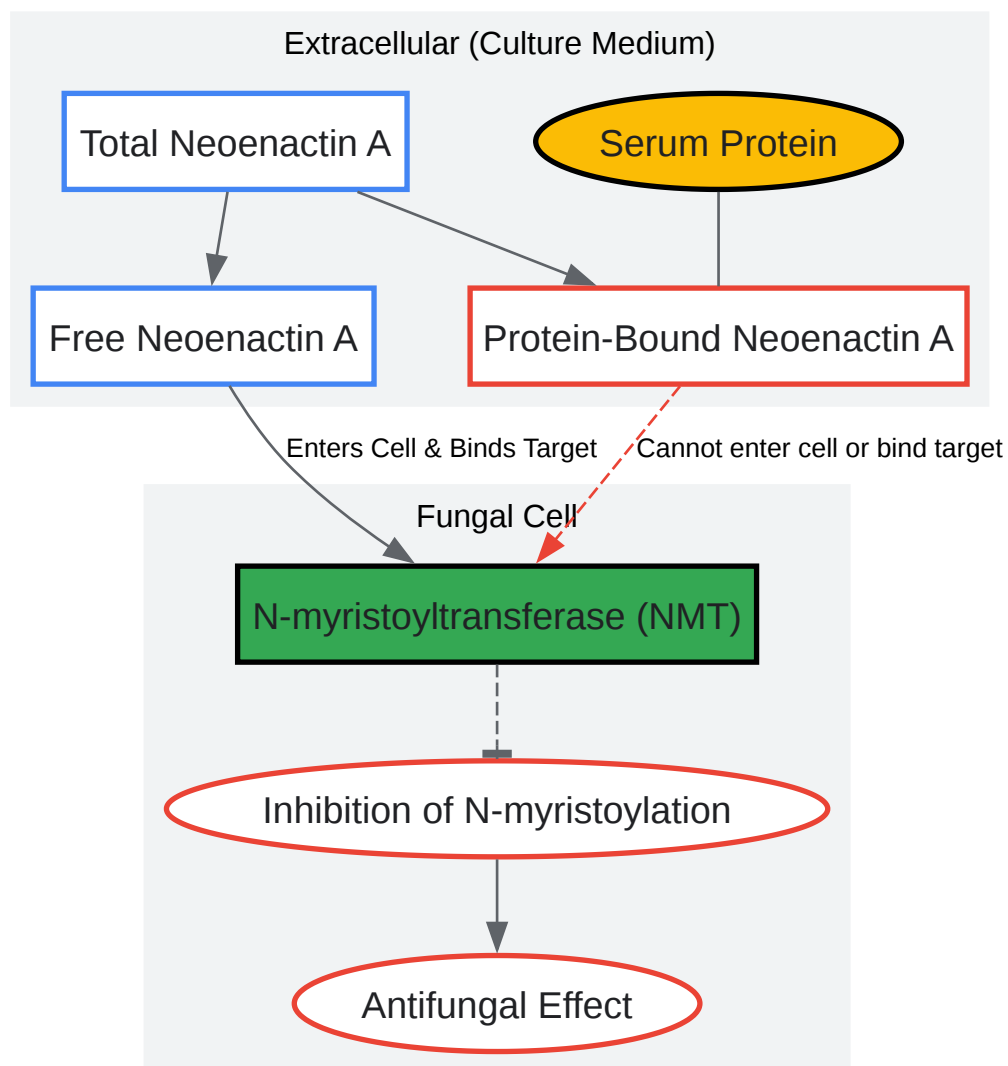 Extracellular (Culture Medium)
Total Neoenactin A
Serum Protein
Free Neoenactin A
Protein-Bound Neoenactin A
Enters Cell & Binds Target
Cannot enter cell or bind target
Fungal Cell
N-myristoyltransferase (NMT)
Inhibition of N-myristoylation
Antifungal Effect